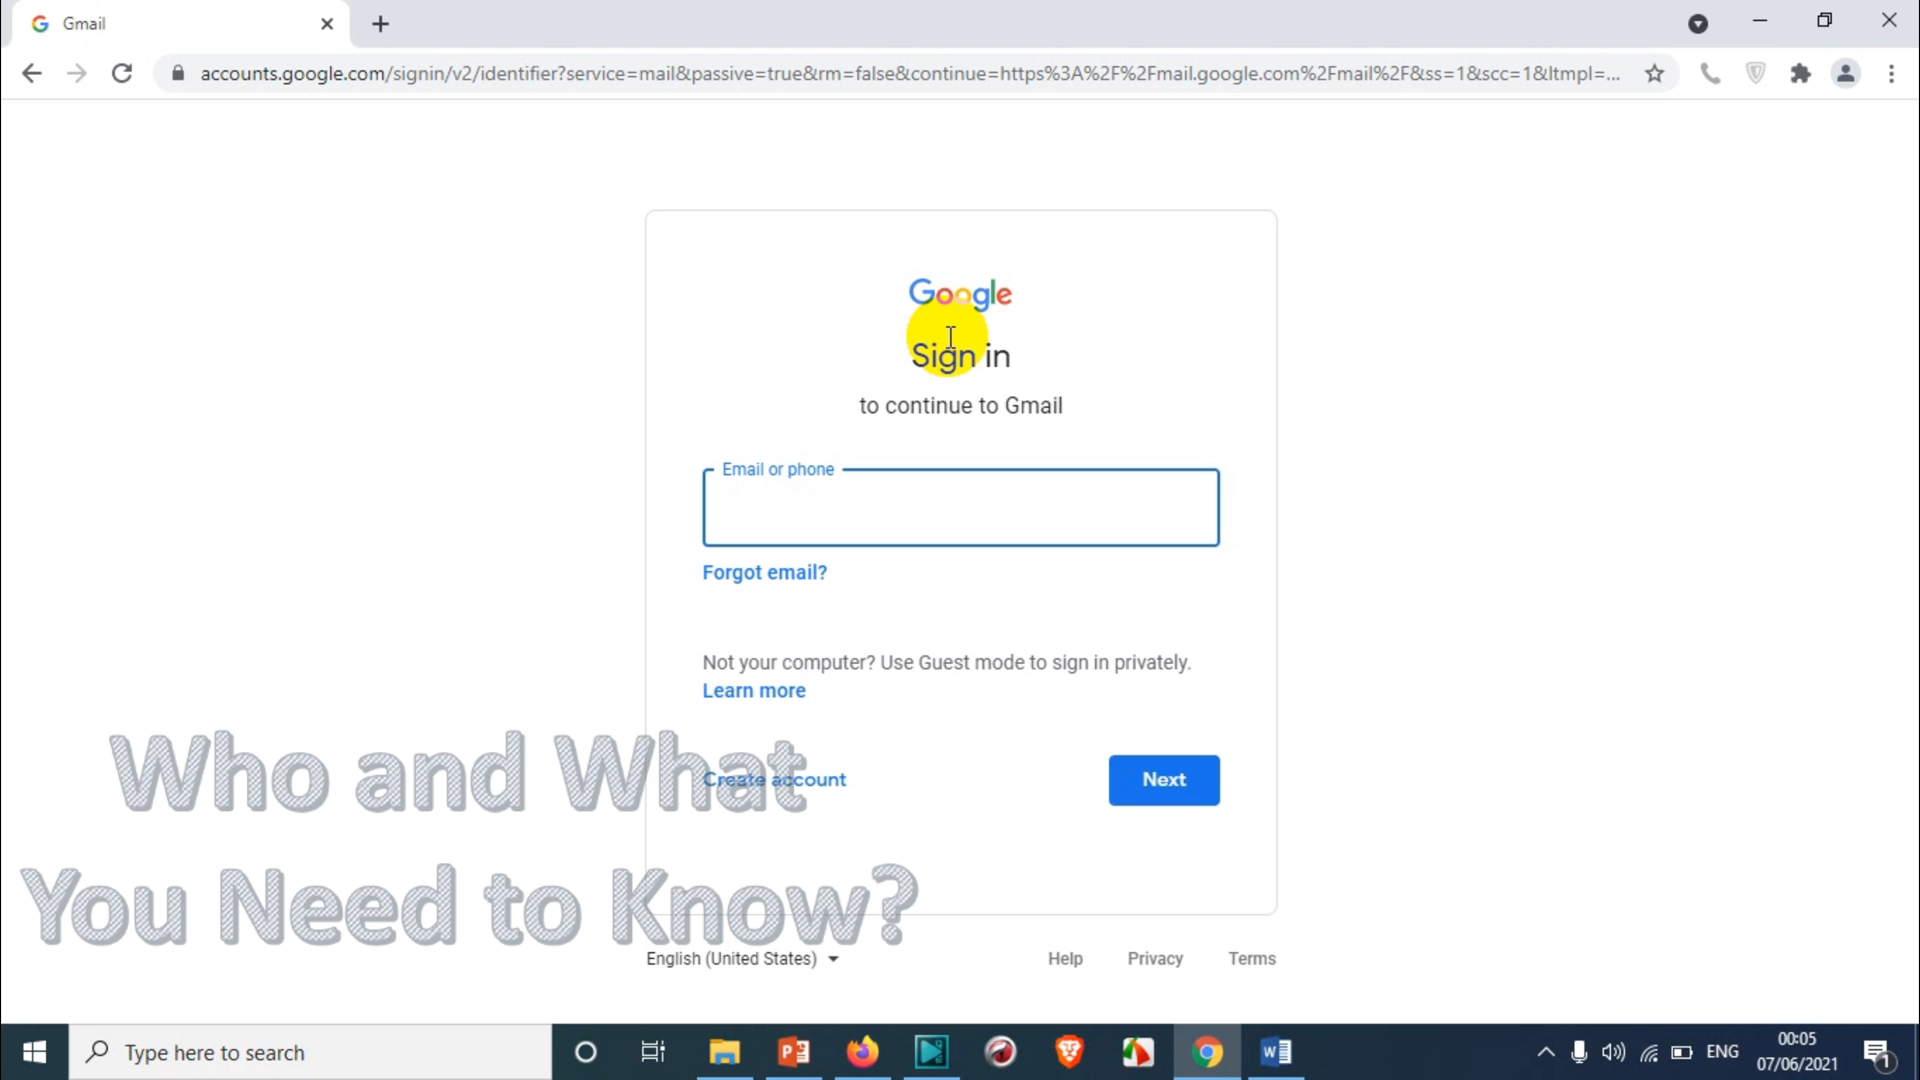 Gmail
accounts.google.com/signin/v2/identifier?service=mail&passive=true&rm=false&continue=https%3A%2F%2Fmail.google.com%2Fmail%2F&ss=1&scc=1&ltmpl=...
Google
Sign in
to continue to Gmail
Email or phone
Forgot email?
Not your computer? Use Guest mode to sign in privately.
Learn more
Create account
Next
Who and What
You Need to Know?
English (United States)
Help
Privacy
Terms
Type here to search
ENG
00:05
07/06/2021
1